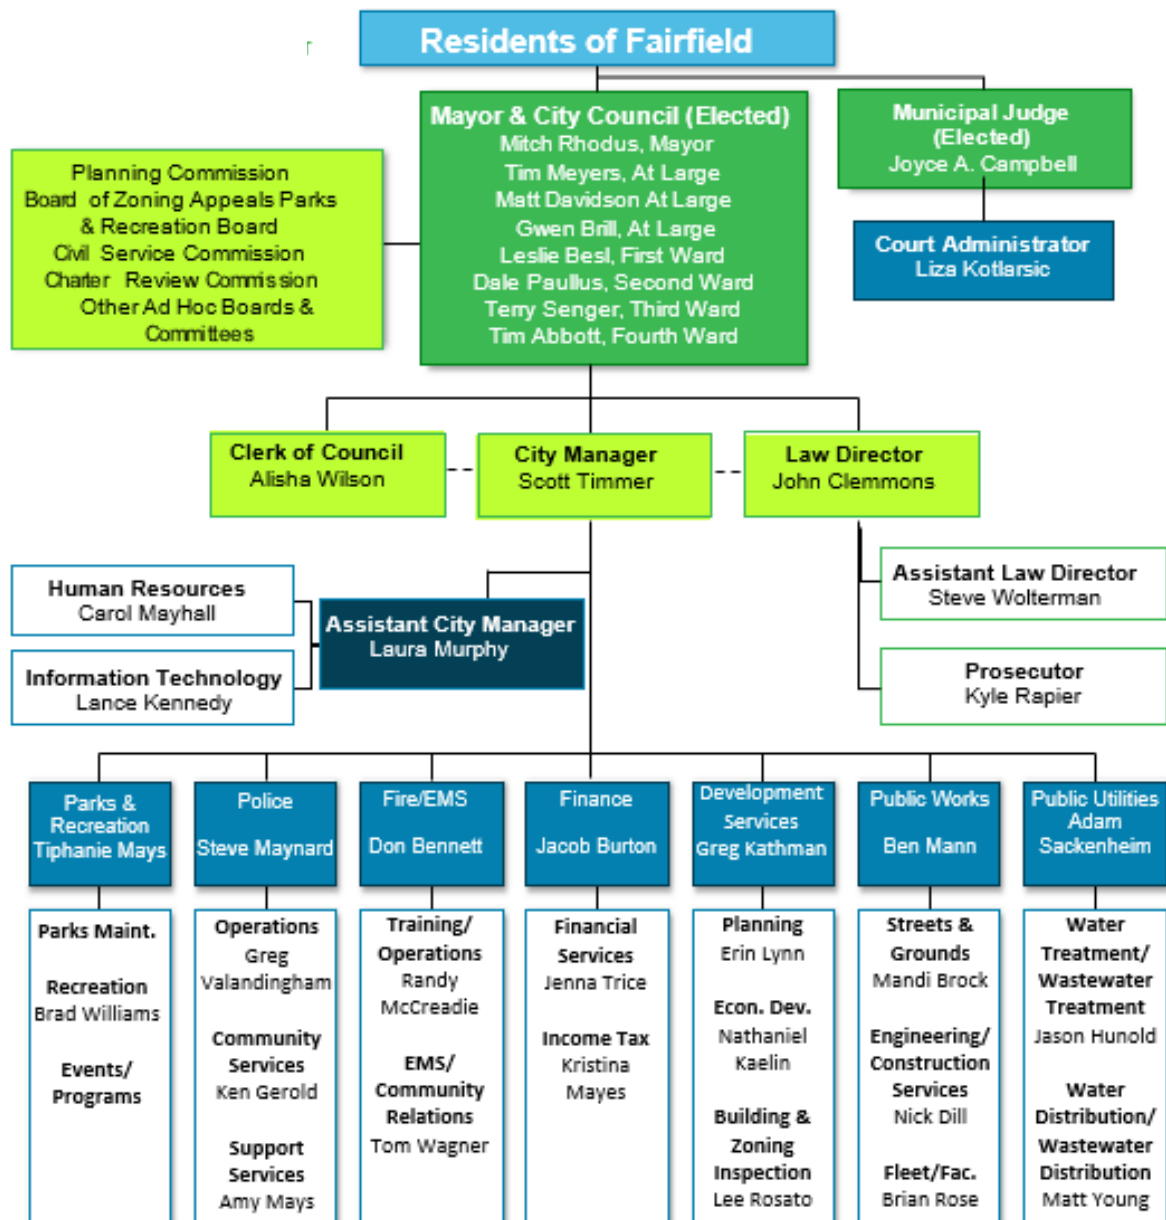 Residents of Fairfield
Mayor & City Council (Elected)
Mitch Rhodus, Mayor
Tim Meyers, At Large
Matt Davidson At Large
Gwen Brill, At Large
Leslie Besl, First Ward
Dale Paullus, Second Ward
Terry Senger, Third Ward
Tim Abbott, Fourth Ward
Municipal Judge
(Elected)
Joyce A. Campbell
Court Administrator
Liza Kotlarsic
Planning Commission
Board of Zoning Appeals Parks
& Recreation Board
Civil Service Commission
Charter Review Commission
Other Ad Hoc Boards &
Committees
Clerk of Council
Alisha Wilson
City Manager
Scott Timmer
Law Director
John Clemmons
Human Resources
Carol Mayhall
Information Technology
Lance Kennedy
Assistant City Manager
Laura Murphy
Assistant Law Director
Steve Wolterman
Prosecutor
Kyle Rapier
Parks &
Recreation
Tiphanie Mays
Police
Steve Maynard
Fire/EMS
Don Bennett
Finance
Jacob Burton
Development
Services
Greg Kathman
Public Works
Ben Mann
Public Utilities
Adam
Sackenheim
Parks Maint.
Recreation
Brad Williams
Events/
Programs
Operations
Greg
Valandingham
Community
Services
Ken Gerold
Support
Services
Amy Mays
Training/
Operations
Randy
McCreadie
EMS/
Community
Relations
Tom Wagner
Financial
Services
Jenna Trice
Income Tax
Kristina
Mayes
Planning
Erin Lynn
Econ. Dev.
Nathaniel
Kaelin
Building &
Zoning
Inspection
Lee Rosato
Streets &
Grounds
Mandi Brock
Engineering/
Construction
Services
Nick Dill
Fleet/Fac.
Brian Rose
Water
Treatment/
Wastewater
Treatment
Jason Hunold
Water
Distribution/
Wastewater
Distribution
Matt Young